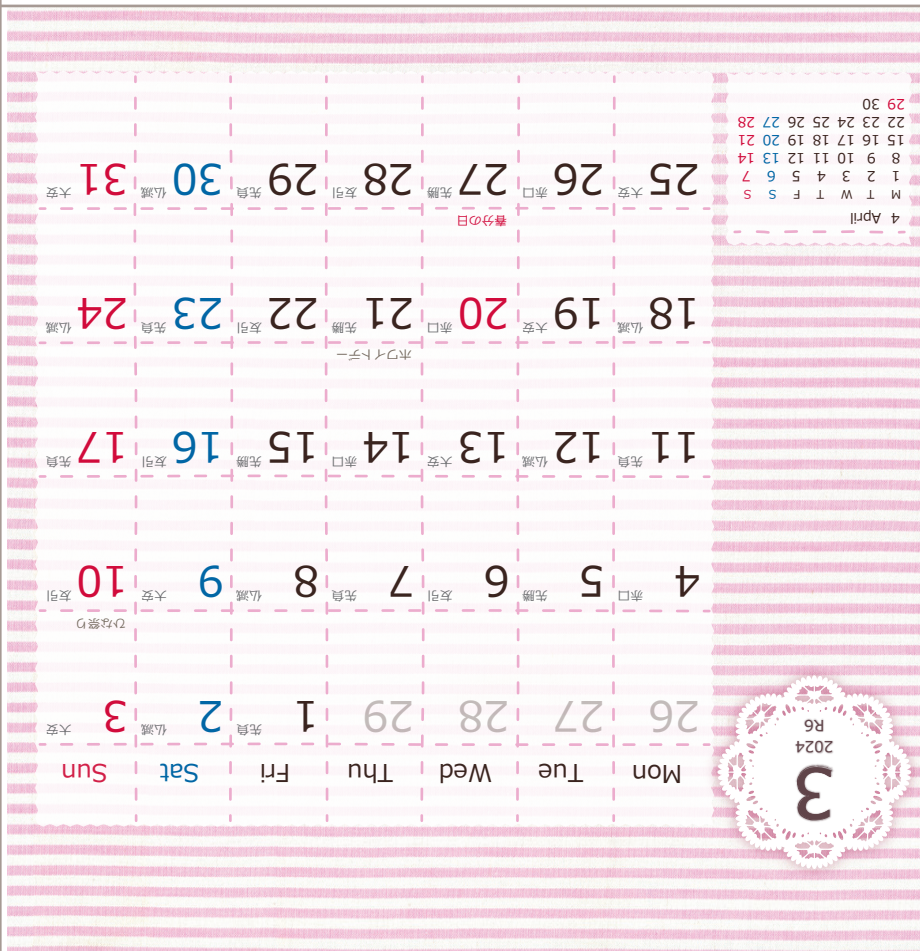 3
2024
R6
Mon Tue Wed Thu Fri Sat Sun
26 27 28 29 1 先負 2 仏滅 3 大安
ひな祭り
4 赤口 5 先勝 6 友引 7 先負 8 仏滅 9 大安 10 友引
11 先負 12 仏滅 13 大安 14 赤口 15 先勝 16 友引 17 先負
ホワイトデー
18 仏滅 19 大安 20 赤口 21 先勝 22 友引 23 先負 24 仏滅
春分の日
25 大安 26 赤口 27 先勝 28 友引 29 先負 30 仏滅 31 大安
4 April
M T W T F S S
1 2 3 4 5 6 7
8 9 10 11 12 13 14
15 16 17 18 19 20 21
22 23 24 25 26 27 28
29 30